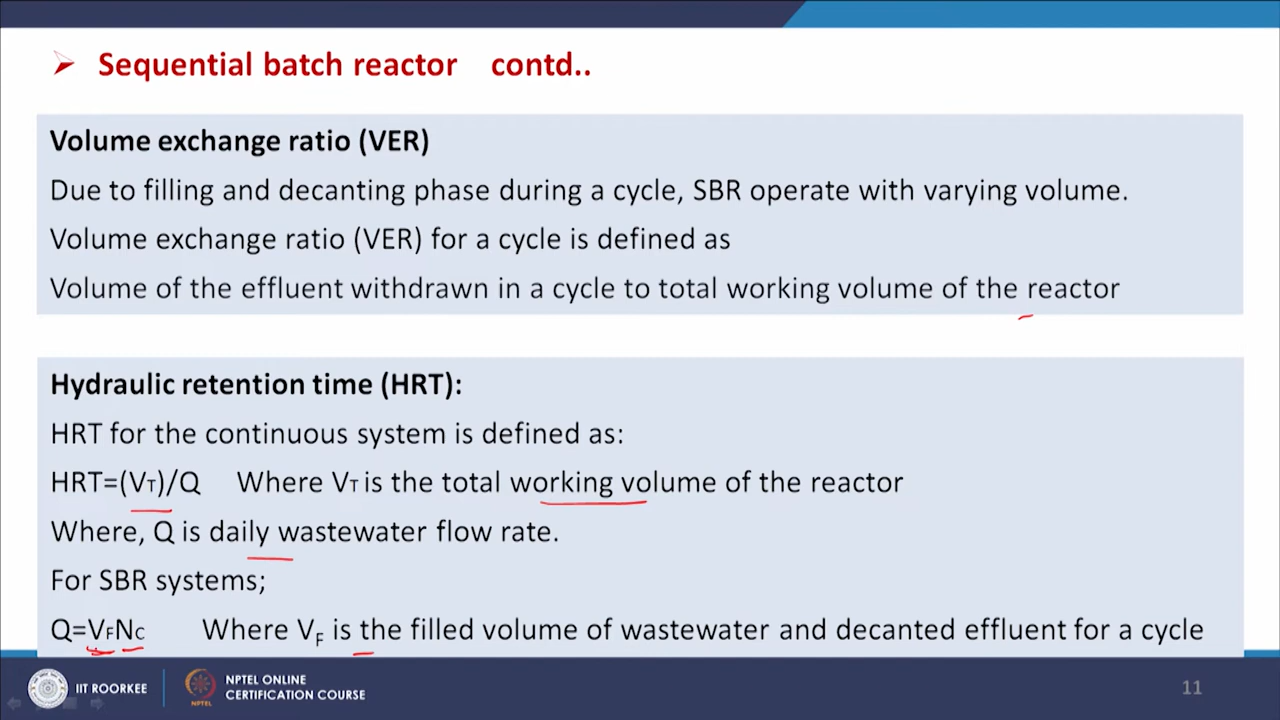 Sequential batch reactor contd..
Volume exchange ratio (VER)
Due to filling and decanting phase during a cycle, SBR operate with varying volume.
Volume exchange ratio (VER) for a cycle is defined as
Volume of the effluent withdrawn in a cycle to total working volume of the reactor
Hydraulic retention time (HRT):
HRT for the continuous system is defined as:
HRT=(VT)/Q Where VT is the total working volume of the reactor
Where, Q is daily wastewater flow rate.
For SBR systems;
Q=VFNC Where VF is the filled volume of wastewater and decanted effluent for a cycle
IIT ROORKEE
NPTEL ONLINE
CERTIFICATION COURSE
NPTEL
11